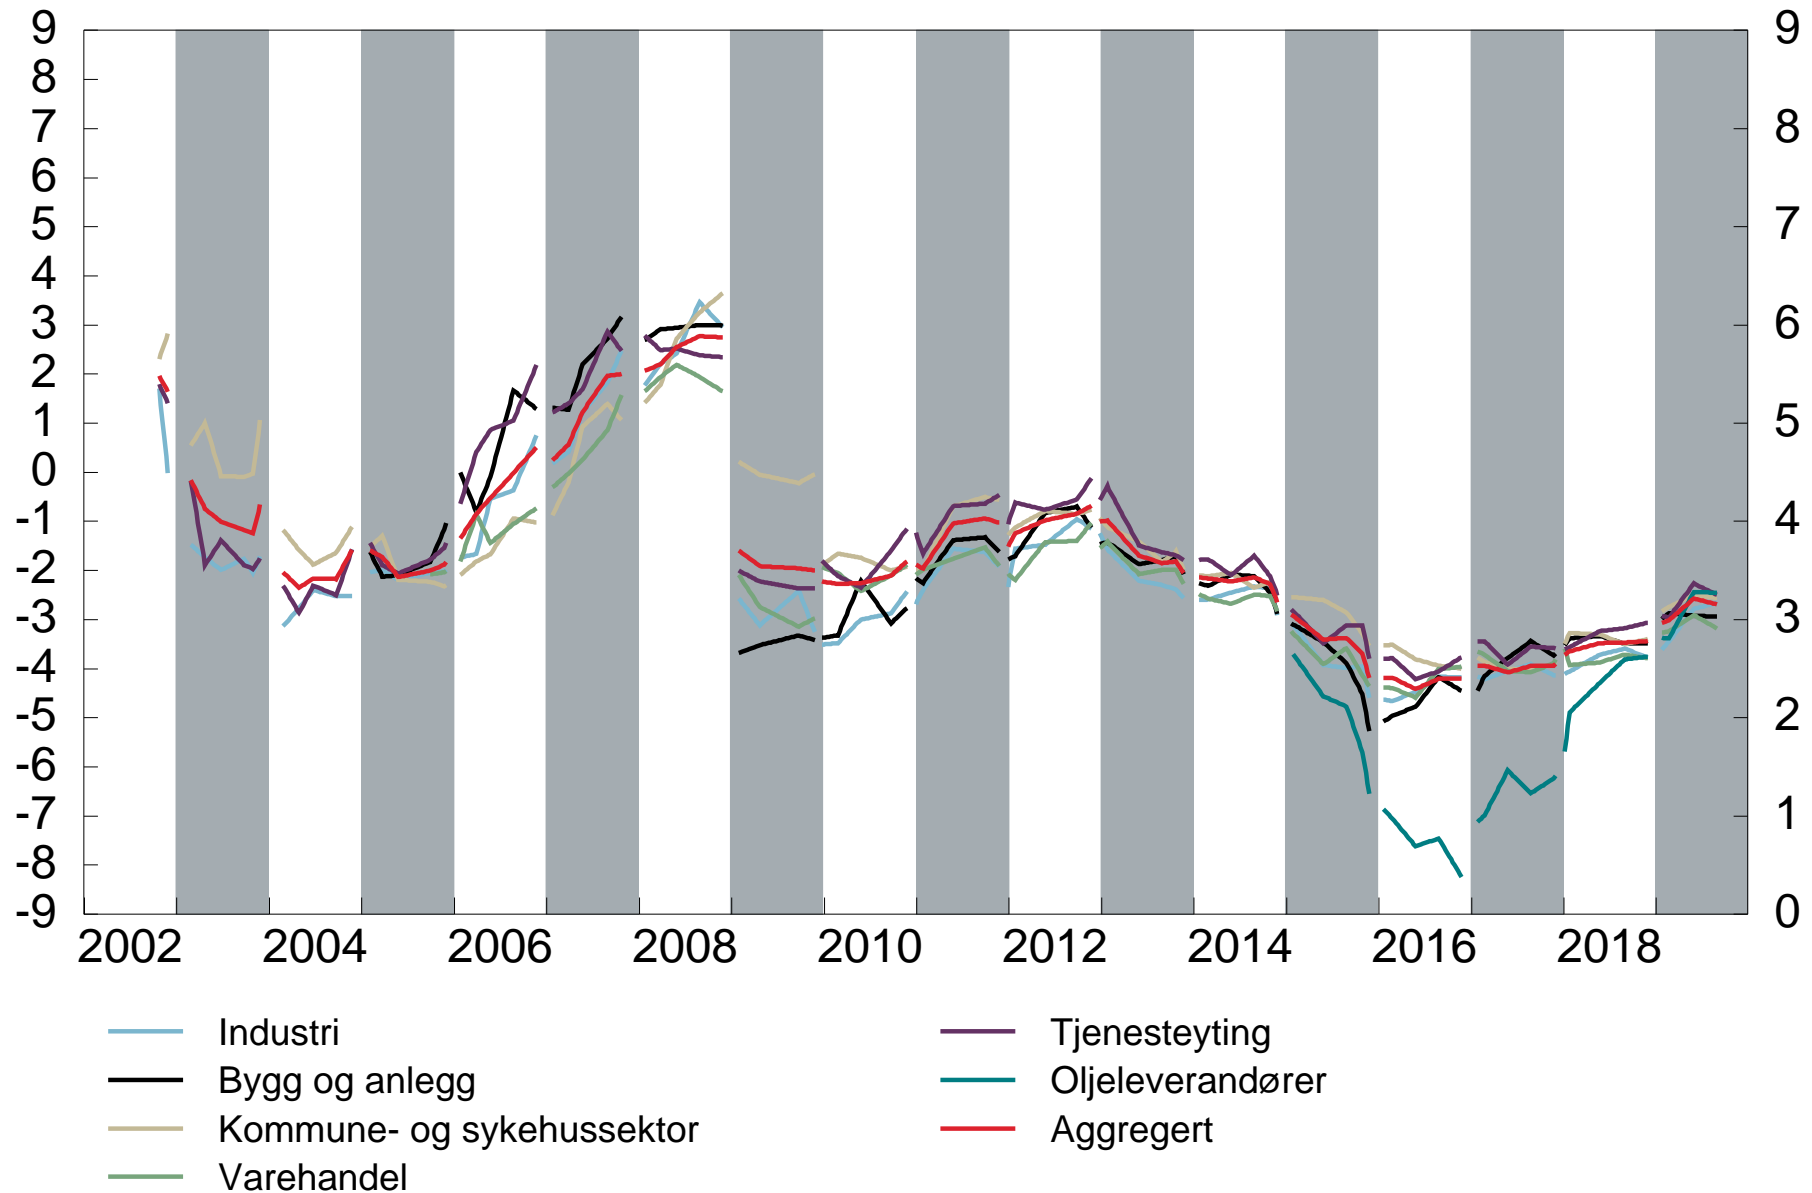 9 9
8
7 8
6
5 7
4
3 6
2
1 5
0
-1 4
-2
-3 3
-4
-5 2
-6
-7 1
-8
-9 0
2002 2004 2006 2008 2010 2012 2014 2016 2018
Industri
Bygg og anlegg
Kommune- og sykehussektor
Varehandel
Tjenesteyting
Oljeleverandører
Aggregert